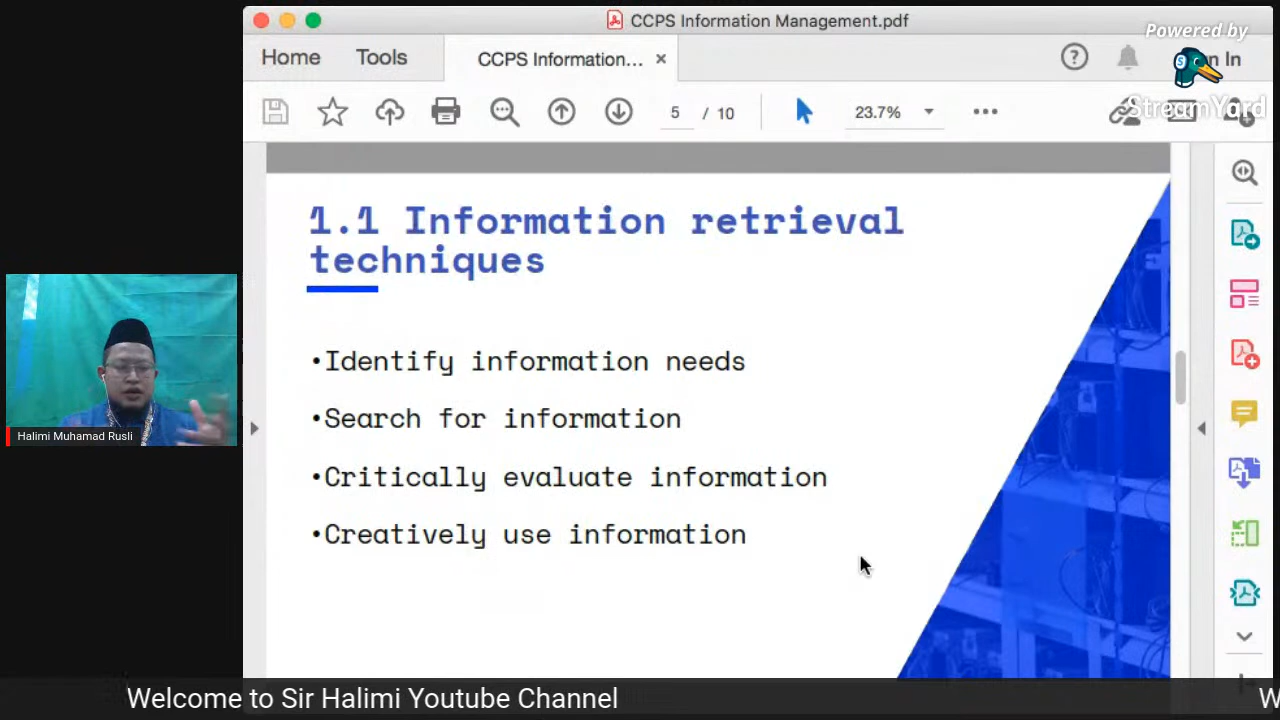 CCPS Information Management.pdf
Powered by
Home
Tools
CCPS Information...
n In
StreamYard
5 / 10
23.7%
1.1 Information retrieval
techniques
•Identify information needs
•Search for information
•Critically evaluate information
•Creatively use information
Halimi Muhamad Rusli
Welcome to Sir Halimi Youtube Channel
W